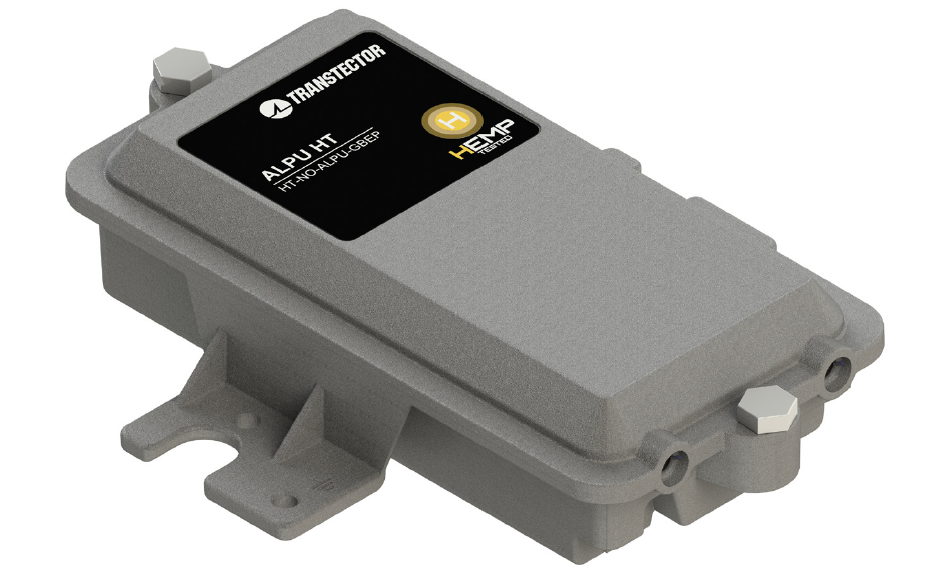 TRANSTECTOR
ALPU HT
HT-NO-ALPU-GBEP
H
HEMP
TESTED